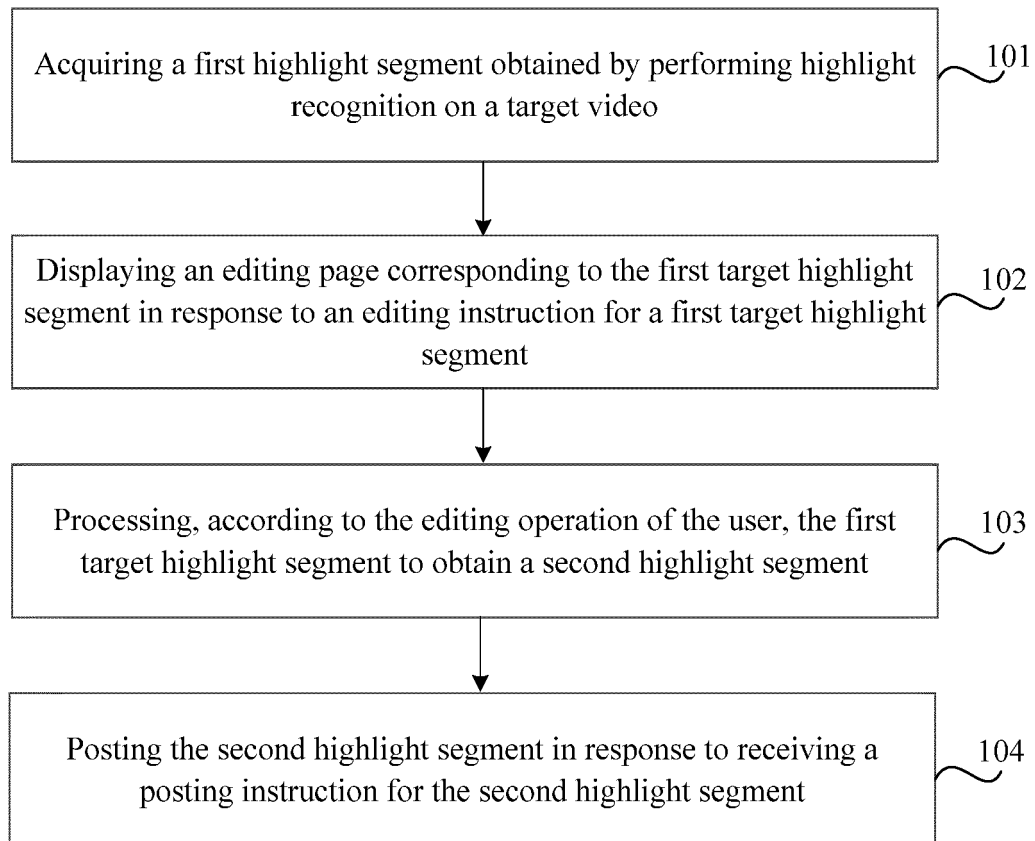 Acquiring a first highlight segment obtained by performing highlight
recognition on a target video
101
Displaying an editing page corresponding to the first target highlight
segment in response to an editing instruction for a first target highlight
segment
102
Processing, according to the editing operation of the user, the first
target highlight segment to obtain a second highlight segment
103
Posting the second highlight segment in response to receiving a
posting instruction for the second highlight segment
104